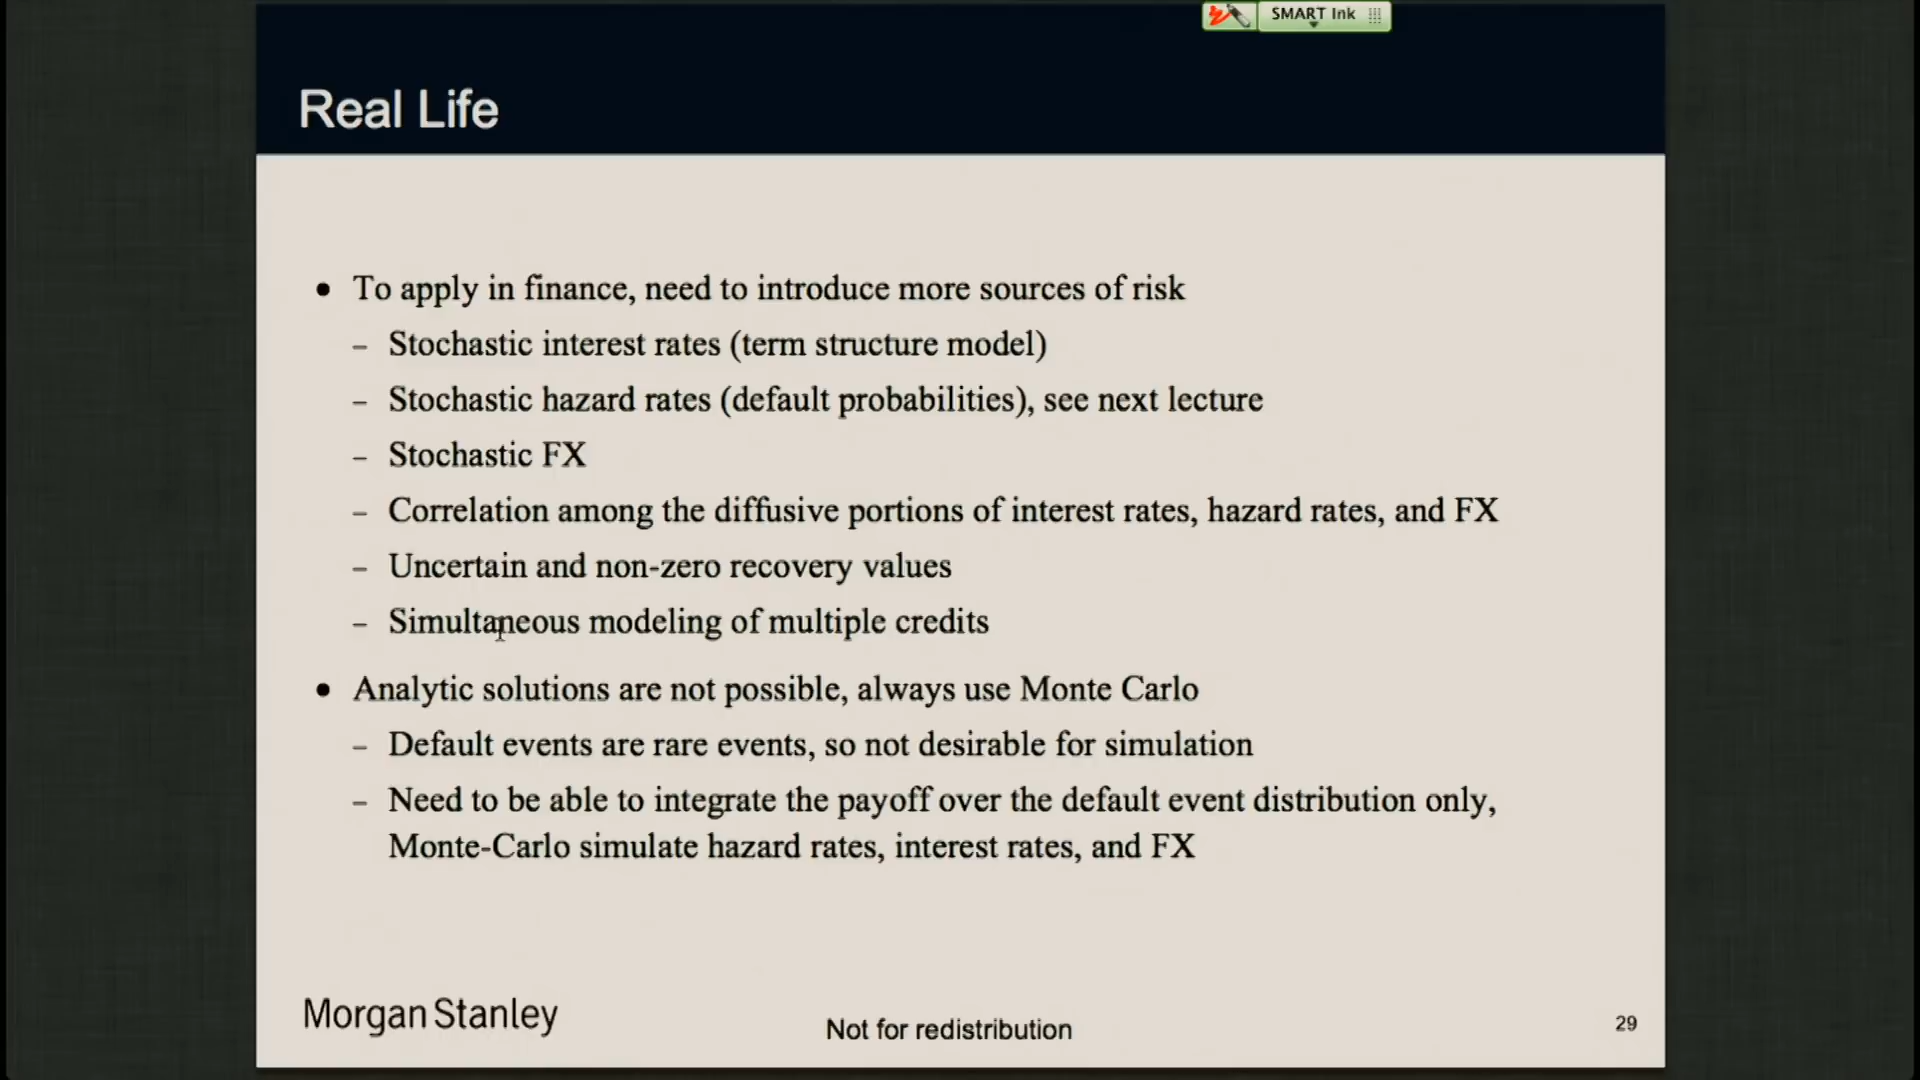 SMART Ink
Real Life
• To apply in finance, need to introduce more sources of risk
– Stochastic interest rates (term structure model)
– Stochastic hazard rates (default probabilities), see next lecture
– Stochastic FX
– Correlation among the diffusive portions of interest rates, hazard rates, and FX
– Uncertain and non-zero recovery values
– Simultaneous modeling of multiple credits
• Analytic solutions are not possible, always use Monte Carlo
– Default events are rare events, so not desirable for simulation
– Need to be able to integrate the payoff over the default event distribution only,
Monte-Carlo simulate hazard rates, interest rates, and FX
Morgan Stanley
Not for redistribution
29